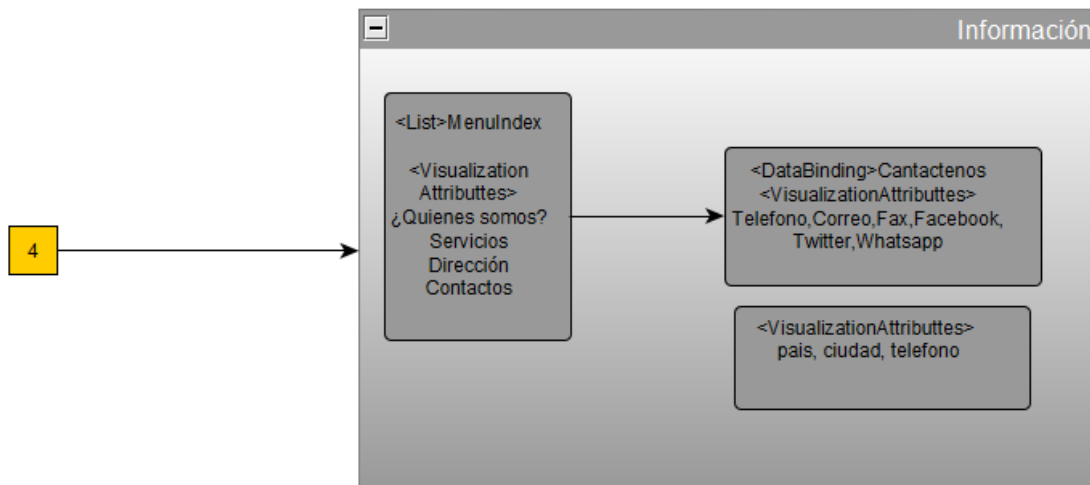 Información
<List>MenuIndex
<Visualization
Attributtes>
¿Quienes somos?
Servicios
Dirección
Contactos
<DataBinding>Cantactenos
<VisualizationAttributtes>
Telefono,Correo,Fax,Facebook,
Twitter,Whatsapp
4
<VisualizationAttributtes>
pais, ciudad, telefono